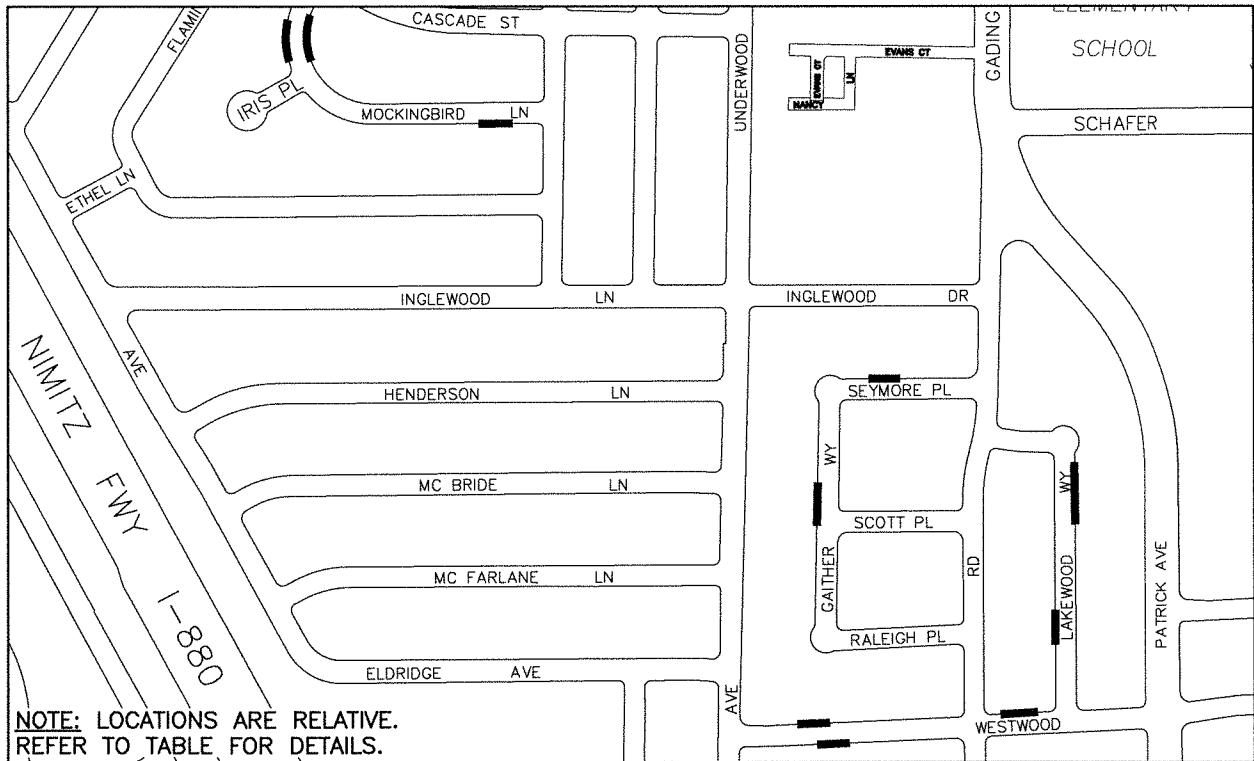 CASCADE ST
FLAMIN
UNDERWOOD
GADING
ELEMENTARY
SCHOOL
EVANS CT
EVANS CT
LN
NANCY
IRIS PL
MOCKINGBIRD LN
SCHAFER
ETHEL LN
INGLEWOOD LN
INGLEWOOD DR
AVE
NIMITZ FWY I-880
HENDERSON LN
SEYMORE PL
MC BRIDE LN
WY
WY
SCOTT PL
MC FARLANE LN
GAITHER
RD
LAKEWOOD
PATRICK AVE
RALEIGH PL
ELDRIDGE AVE
AVE
WESTWOOD
NOTE: LOCATIONS ARE RELATIVE.
REFER TO TABLE FOR DETAILS.